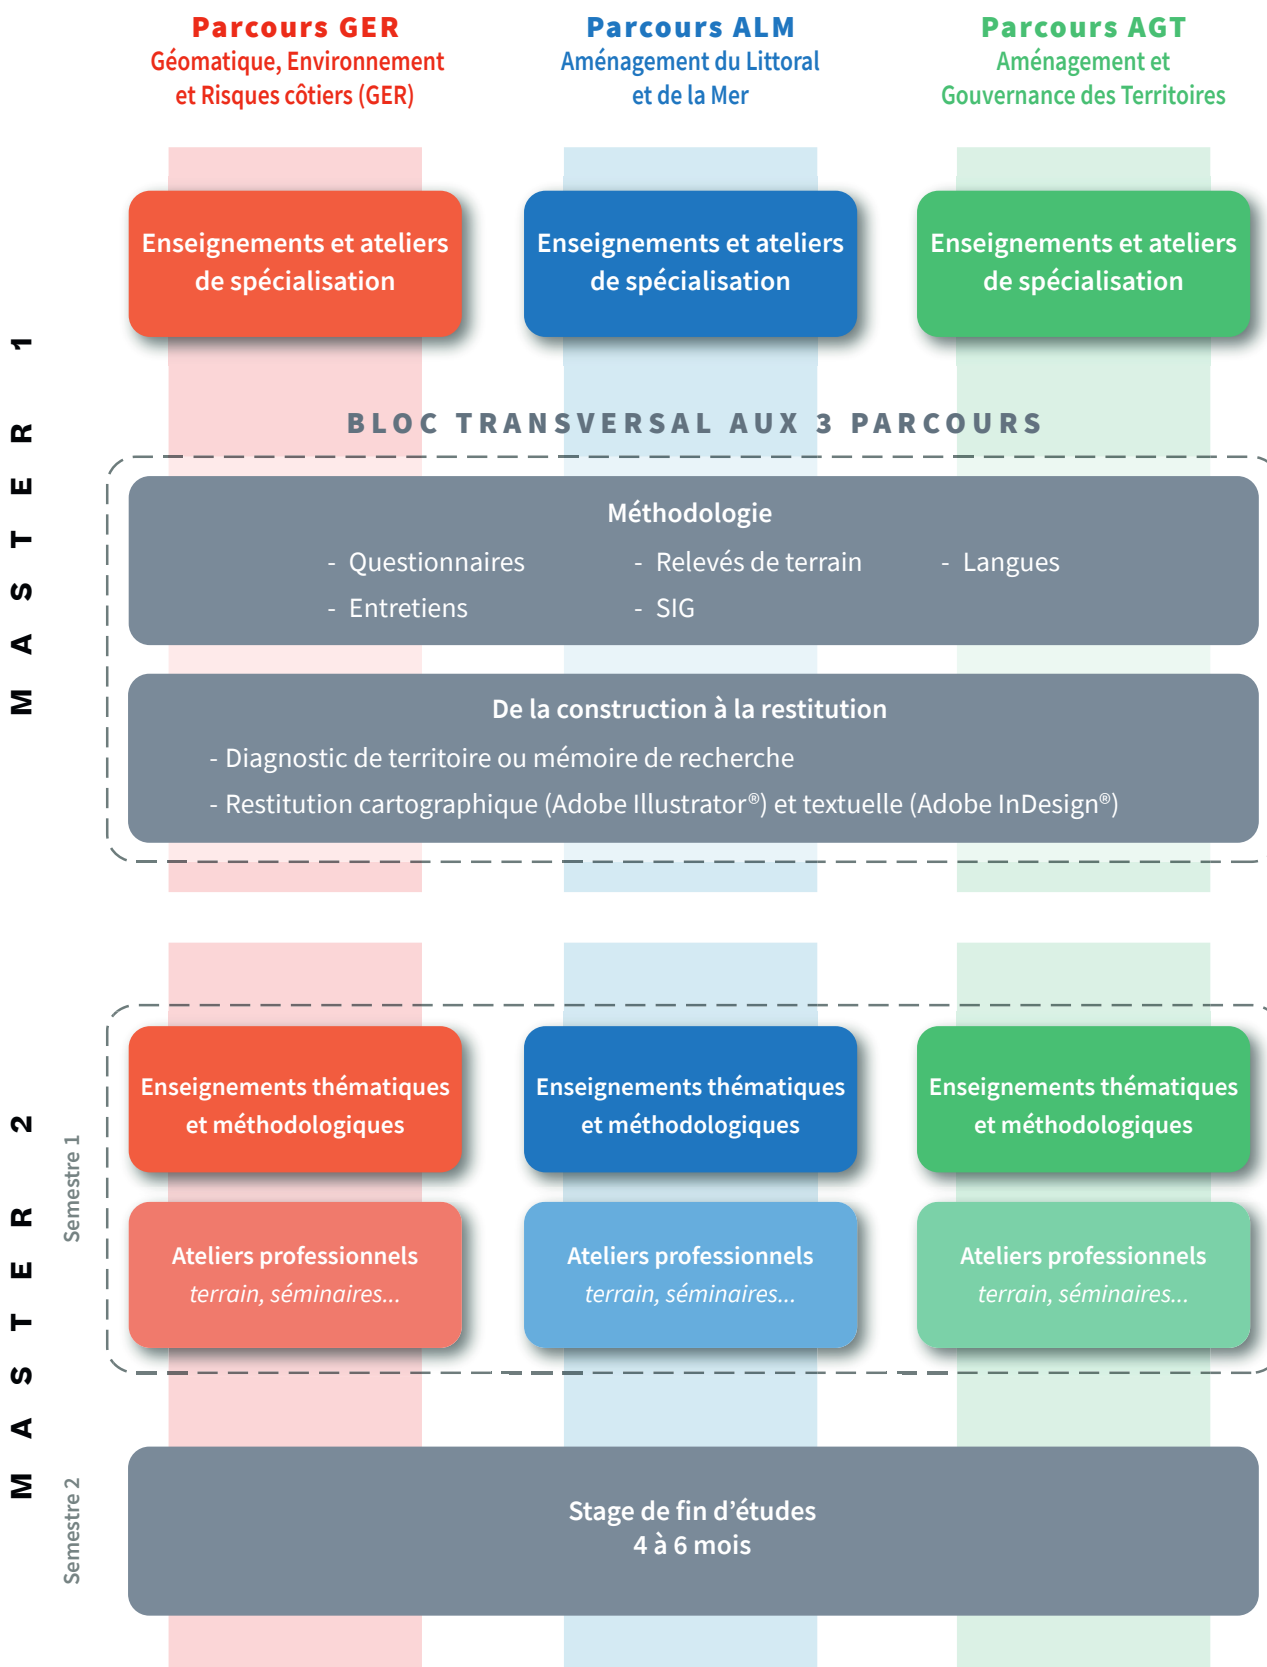 Parcours GER
Géomatique, Environnement
et Risques côtiers (GER)
Parcours ALM
Aménagement du Littoral
et de la Mer
Parcours AGT
Aménagement et
Gouvernance des Territoires
MASTER 1
Enseignements et ateliers
de spécialisation
Enseignements et ateliers
de spécialisation
Enseignements et ateliers
de spécialisation
BLOC TRANSVERSAL AUX 3 PARCOURS
Méthodologie
- Questionnaires
- Entretiens
- Relevés de terrain
- SIG
- Langues
De la construction à la restitution
- Diagnostic de territoire ou mémoire de recherche
- Restitution cartographique (Adobe Illustrator®) et textuelle (Adobe InDesign®)
MASTER 2
Semestre 1
Enseignements thématiques
et méthodologiques
Enseignements thématiques
et méthodologiques
Enseignements thématiques
et méthodologiques
Ateliers professionnels
terrain, séminaires...
Ateliers professionnels
terrain, séminaires...
Ateliers professionnels
terrain, séminaires...
Semestre 2
Stage de fin d’études
4 à 6 mois